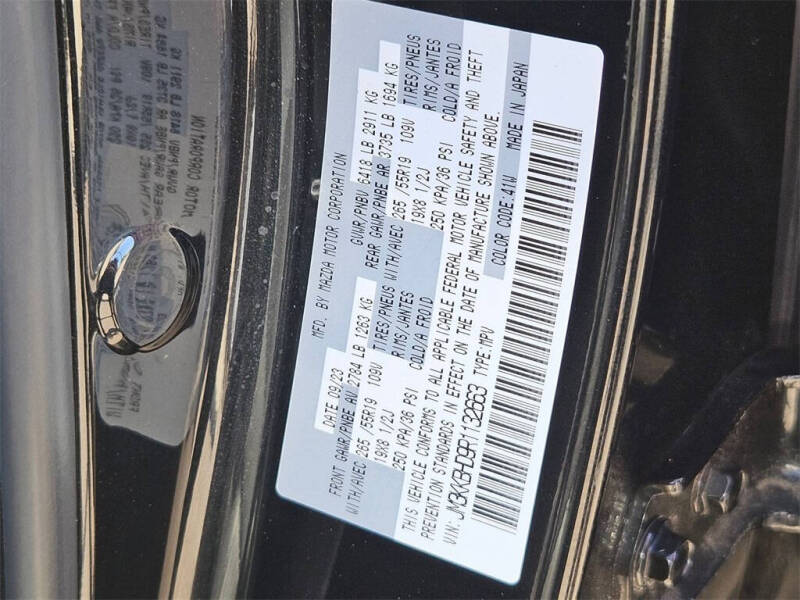 MFD. BY MAZDA MOTOR CORPORATION
DATE 09/23 GVWR/PNBV 6418 LB 2911 KG
FRONT GAWR/PNBE AV 2784 LB 1263 KG REAR GAWR/PNBE AR 3735 LB 1694 KG
WITH/AVEC 265/55R19 109V TIRES/PNEUS WITH/AVEC 265/55R19 109V TIRES/PNEUS
19X8 1/2J RIMS/JANTES 19X8 1/2J RIMS/JANTES
250 KPA/36 PSI COLD/A FROID 250 KPA/36 PSI COLD/A FROID
THIS VEHICLE CONFORMS TO ALL APPLICABLE FEDERAL MOTOR VEHICLE SAFETY AND THEFT
PREVENTION STANDARDS IN EFFECT ON THE DATE OF MANUFACTURE SHOWN ABOVE.
VIN: JM3KKBHD9R1132663 TYPE: MPV COLOR CODE: 41W MADE IN JAPAN